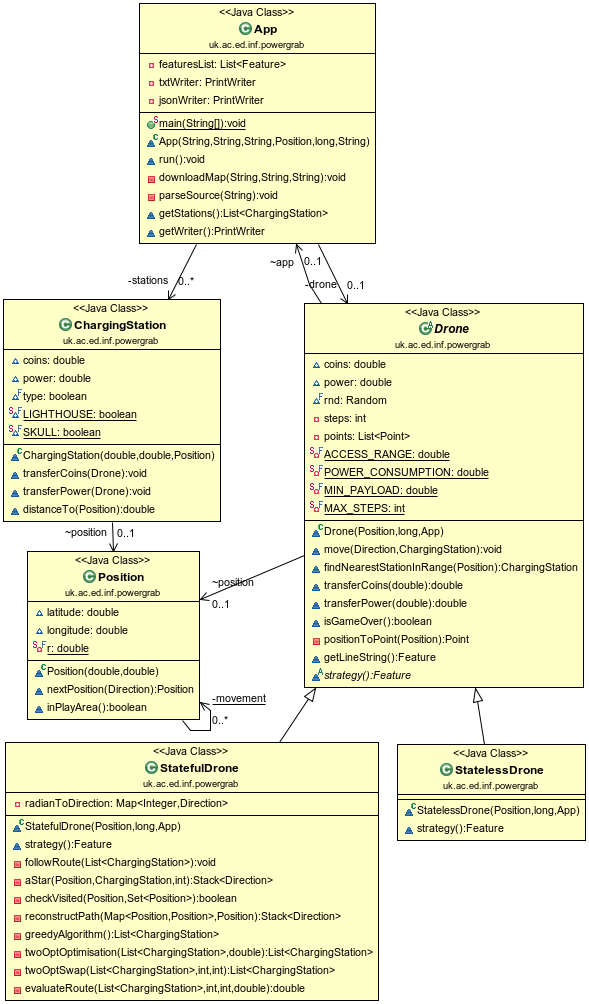 <<Java Class>>
App
uk.ac.ed.inf.powergrab
featuresList: List<Feature>
txtWriter: PrintWriter
jsonWriter: PrintWriter
main(String[]):void
App(String,String,String,Position,long,String)
run():void
downloadMap(String,String,String):void
parseSource(String):void
getStations():List<ChargingStation>
getWriter():PrintWriter
-stations
0..*
~app
0..1
-drone
0..1
<<Java Class>>
ChargingStation
uk.ac.ed.inf.powergrab
coins: double
power: double
type: boolean
LIGHTHOUSE: boolean
SKULL: boolean
ChargingStation(double,double,Position)
transferCoins(Drone):void
transferPower(Drone):void
distanceTo(Position):double
<<Java Class>>
Drone
uk.ac.ed.inf.powergrab
coins: double
power: double
rnd: Random
steps: int
points: List<Point>
ACCESS_RANGE: double
POWER_CONSUMPTION: double
MIN_PAYLOAD: double
MAX_STEPS: int
Drone(Position,long,App)
move(Direction,ChargingStation):void
findNearestStationInRange(Position):ChargingStation
transferCoins(double):double
transferPower(double):double
isGameOver():boolean
positionToPoint(Position):Point
getLineString():Feature
strategy():Feature
~position
0..1
~position
0..1
<<Java Class>>
Position
uk.ac.ed.inf.powergrab
latitude: double
longitude: double
r: double
Position(double,double)
nextPosition(Direction):Position
inPlayArea():boolean
-movement
0..*
<<Java Class>>
StatefulDrone
uk.ac.ed.inf.powergrab
radianToDirection: Map<Integer,Direction>
StatefulDrone(Position,long,App)
strategy():Feature
followRoute(List<ChargingStation>):void
aStar(Position,ChargingStation,int):Stack<Direction>
checkVisited(Position,Set<Position>):boolean
reconstructPath(Map<Position,Position>,Position):Stack<Direction>
greedyAlgorithm():List<ChargingStation>
twoOptOptimisation(List<ChargingStation>,double):List<ChargingStation>
twoOptSwap(List<ChargingStation>,int,int):List<ChargingStation>
evaluateRoute(List<ChargingStation>,int,int,double):double
<<Java Class>>
StatelessDrone
uk.ac.ed.inf.powergrab
StatelessDrone(Position,long,App)
strategy():Feature